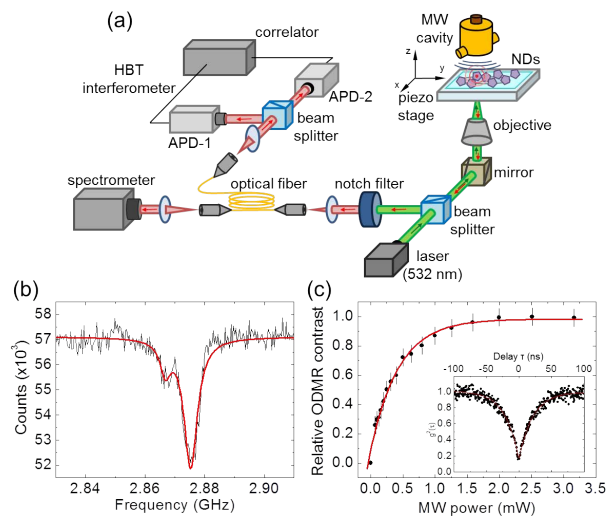 (a)
correlator
HBT
interferometer
APD-2
APD-1
beam
splitter
MW
cavity
NDs
z
y
x
piezo
stage
objective
mirror
spectrometer
optical fiber
notch filter
beam
splitter
laser
(532 nm)
(b)
58
57
57
56
55
54
53
52
Counts (x10³)
2.84 2.86 2.88 2.90
Frequency (GHz)
(c)
1.0
0.8
0.6
0.4
0.2
0.0
Relative ODMR contrast
0.0 0.5 1.0 1.5 2.0 2.5 3.0 3.5
MW power (mW)
Delay τ (ns)
-100 -50 0 50 100
1.0
0.8
0.6
0.4
0.2
0.0